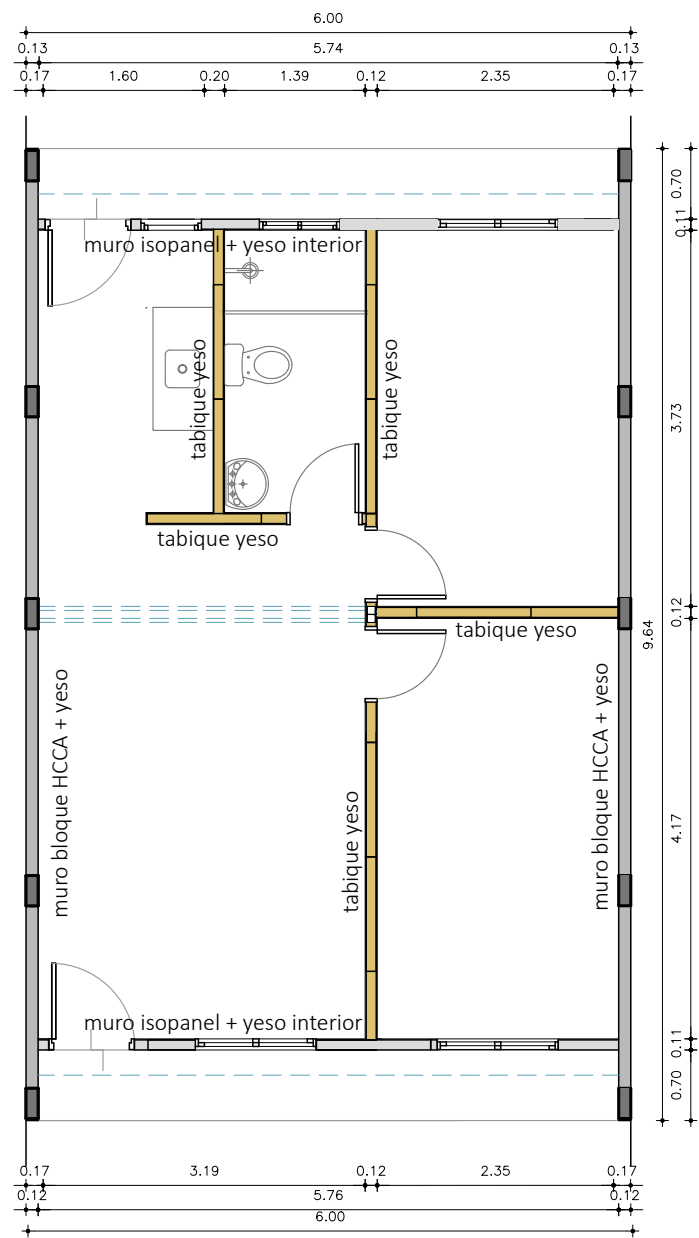 6.00
0.13 5.74 0.13
0.17 1.60 0.20 1.39 0.12 2.35 0.17
0.70
0.11
muro isopanel + yeso interior
tabique yeso
tabique yeso
3.73
tabique yeso
0.12
tabique yeso
9.64
muro bloque HCCA + yeso
muro bloque HCCA + yeso
tabique yeso
4.17
muro isopanel + yeso interior
0.11
0.70
0.17 3.19 0.12 2.35 0.17
0.12 5.76 0.12
6.00